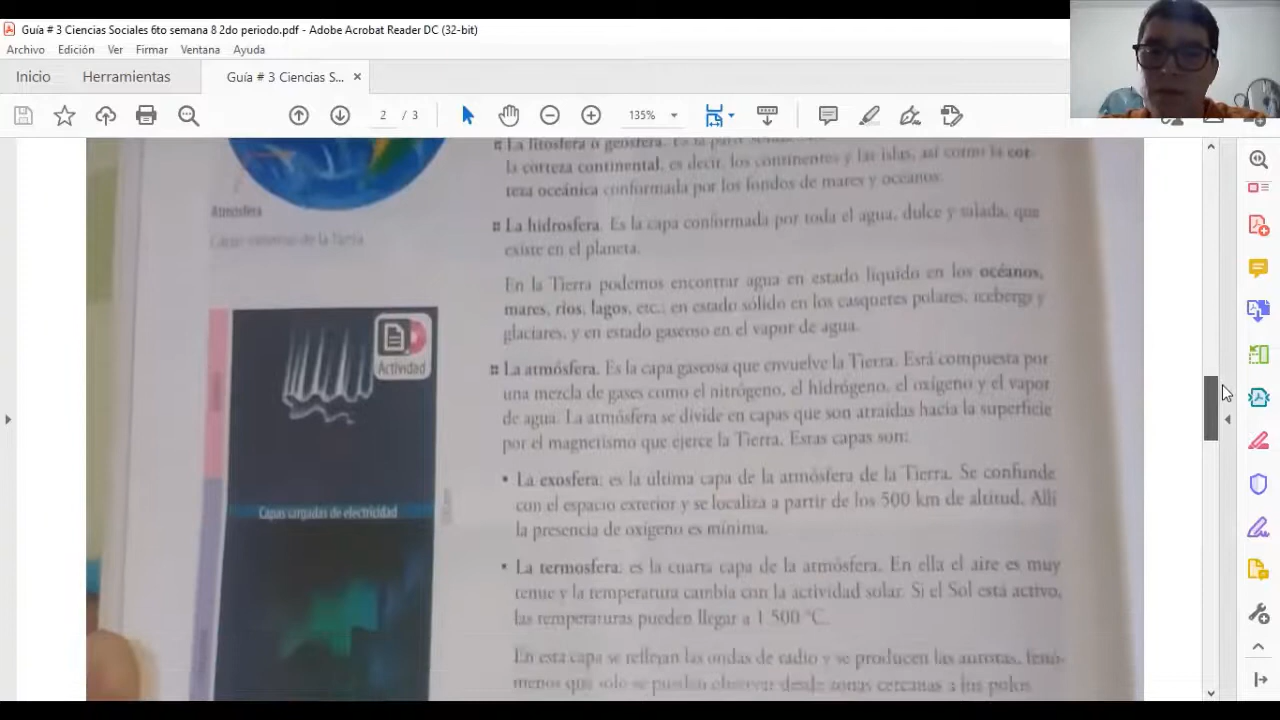 Guía # 3 Ciencias Sociales 6to semana 8 2do periodo.pdf - Adobe Acrobat Reader DC (32-bit)
Archivo Edición Ver Firmar Ventana Ayuda
Inicio Herramientas Guía # 3 Ciencias S... ×
2 / 3 135%
La litosfera o geosfera. Es la parte
la corteza continental, es decir, los continentes y las islas, así como la cor-
teza oceánica conformada por los fondos de mares y océanos.
Atmósfera
Capas externas de la Tierra
La hidrosfera. Es la capa conformada por toda el agua, dulce y salada, que
existe en el planeta.
En la Tierra podemos encontrar agua en estado líquido en los océanos,
mares, ríos, lagos, etc.; en estado sólido en los casquetes polares, icebergs y
glaciares, y en estado gaseoso en el vapor de agua.
Actividad
La atmósfera. Es la capa gaseosa que envuelve la Tierra. Está compuesta por
una mezcla de gases como el nitrógeno, el hidrógeno, el oxígeno y el vapor
de agua. La atmósfera se divide en capas que son atraídas hacia la superficie
por el magnetismo que ejerce la Tierra. Estas capas son:
• La exosfera: es la última capa de la atmósfera de la Tierra. Se confunde
con el espacio exterior y se localiza a partir de los 500 km de altitud. Allí
la presencia de oxígeno es mínima.
Capas cargadas de electricidad
• La termosfera: es la cuarta capa de la atmósfera. En ella el aire es muy
tenue y la temperatura cambia con la actividad solar. Si el Sol está activo,
las temperaturas pueden llegar a 1 500 °C.
En esta capa se reflejan las ondas de radio y se producen las auroras, fenó-
menos que solo se pueden observar desde zonas cercanas a los polos